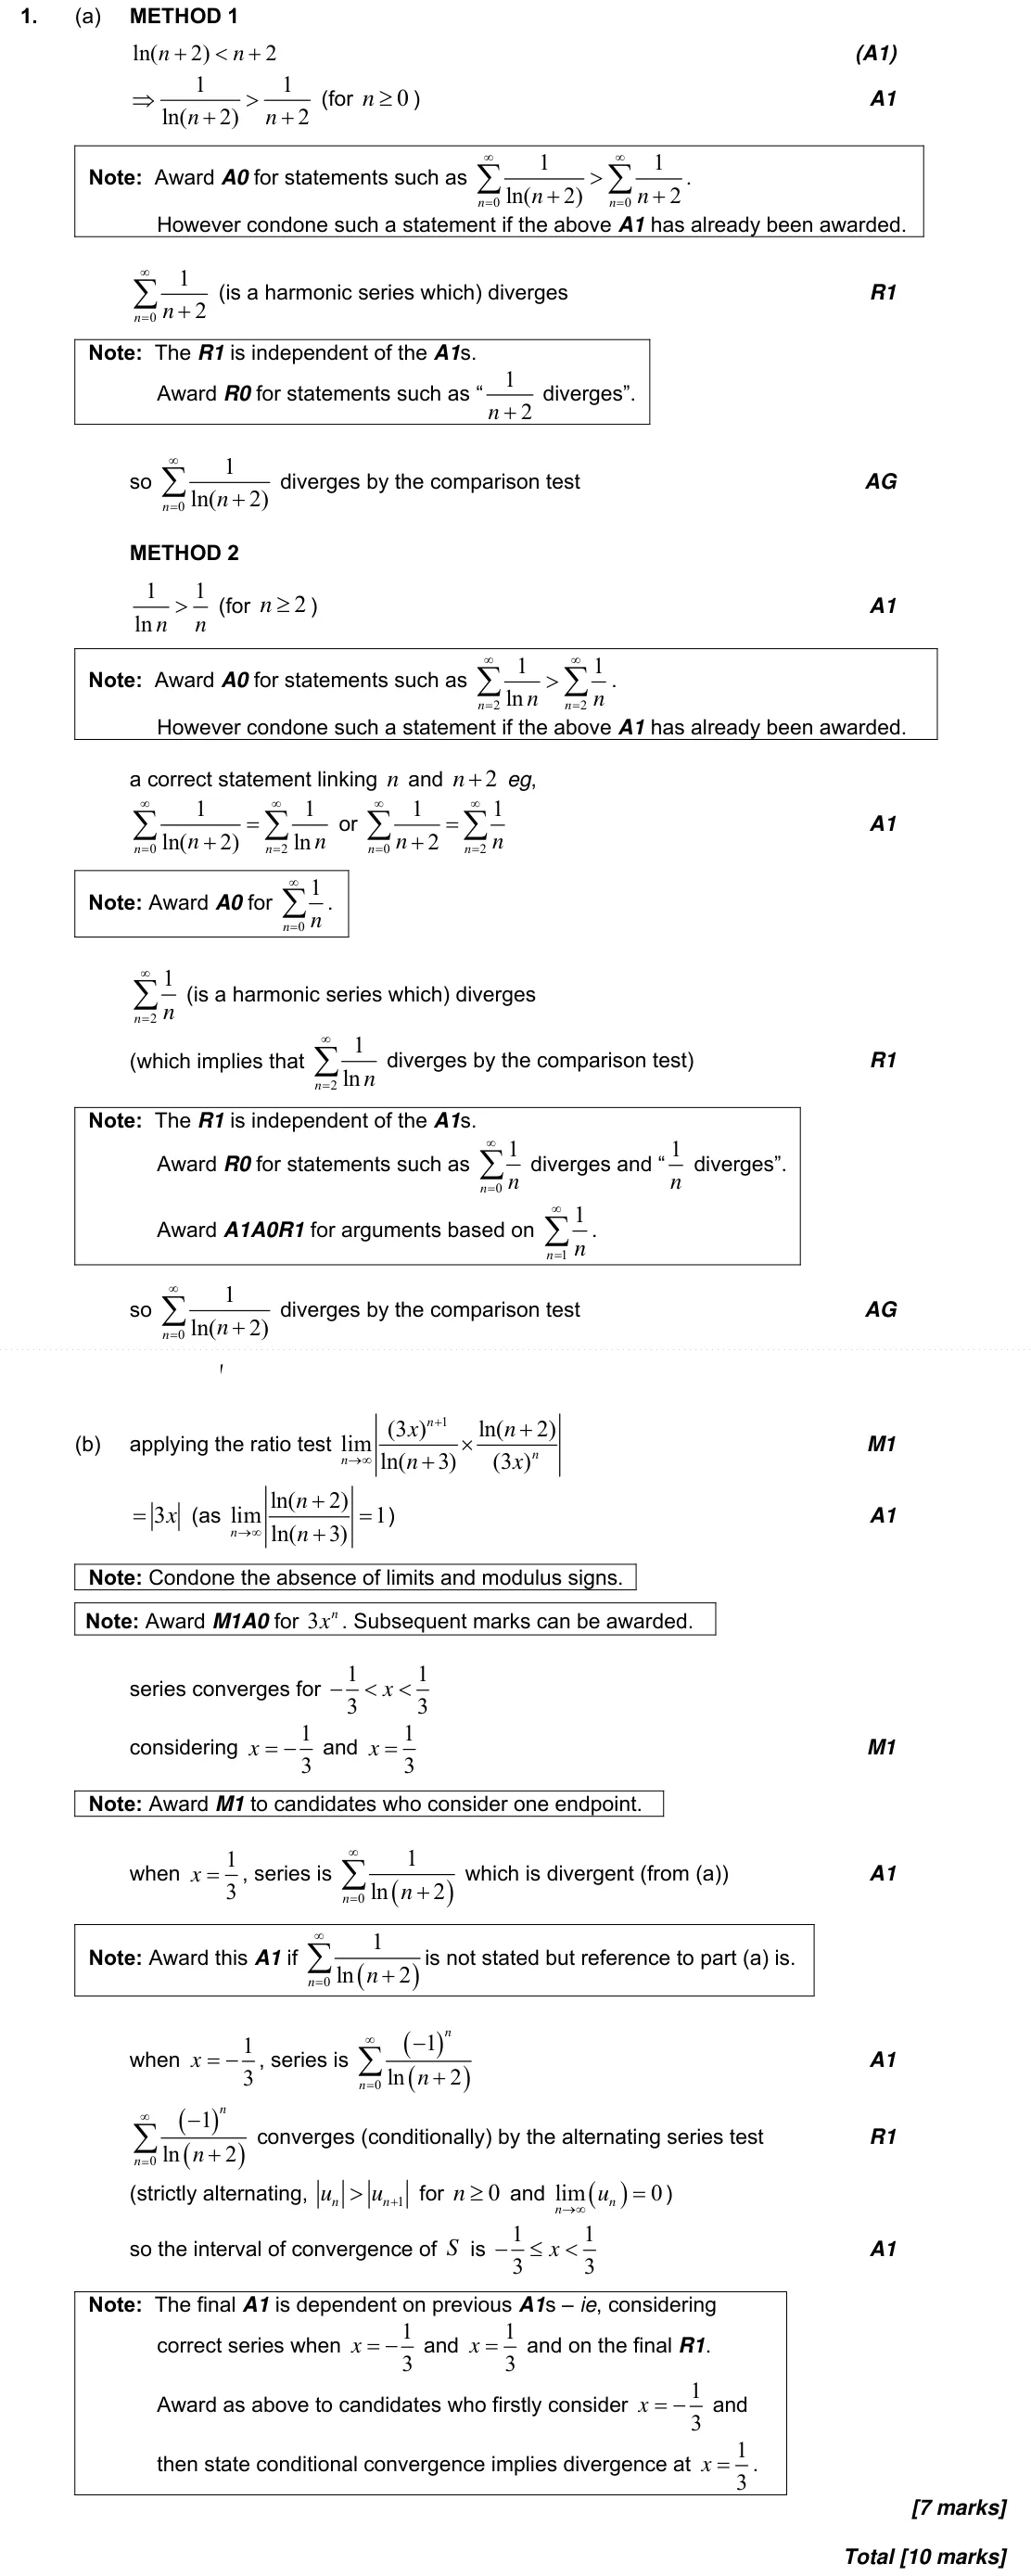 1. (a) METHOD 1
ln(n + 2) < n + 2 (A1)
⇒ 1/ln(n + 2) > 1/(n + 2) (for n ≥ 0) A1
Note: Award A0 for statements such as ∑_{n=0}^{∞} 1/ln(n + 2) > ∑_{n=0}^{∞} 1/(n + 2).
However condone such a statement if the above A1 has already been awarded.
∑_{n=0}^{∞} 1/(n + 2) (is a harmonic series which) diverges R1
Note: The R1 is independent of the A1s.
Award R0 for statements such as “1/(n + 2) diverges”.
so ∑_{n=0}^{∞} 1/ln(n + 2) diverges by the comparison test AG
METHOD 2
1/ln n > 1/n (for n ≥ 2) A1
Note: Award A0 for statements such as ∑_{n=2}^{∞} 1/ln n > ∑_{n=2}^{∞} 1/n.
However condone such a statement if the above A1 has already been awarded.
a correct statement linking n and n + 2 eg,
∑_{n=0}^{∞} 1/ln(n + 2) = ∑_{n=2}^{∞} 1/ln n or ∑_{n=0}^{∞} 1/(n + 2) = ∑_{n=2}^{∞} 1/n A1
Note: Award A0 for ∑_{n=0}^{∞} 1/n.
∑_{n=2}^{∞} 1/n (is a harmonic series which) diverges
(which implies that ∑_{n=2}^{∞} 1/ln n diverges by the comparison test) R1
Note: The R1 is independent of the A1s.
Award R0 for statements such as ∑_{n=0}^{∞} 1/n diverges and “1/n diverges”.
Award A1A0R1 for arguments based on ∑_{n=1}^{∞} 1/n.
so ∑_{n=0}^{∞} 1/ln(n + 2) diverges by the comparison test AG
(b) applying the ratio test lim_{n→∞} |(3x)^{n+1}/ln(n + 3) × ln(n + 2)/(3x)^n| M1
= |3x| (as lim_{n→∞} |ln(n + 2)/ln(n + 3)| = 1) A1
Note: Condone the absence of limits and modulus signs.
Note: Award M1A0 for 3x^n. Subsequent marks can be awarded.
series converges for −1/3 < x < 1/3
considering x = −1/3 and x = 1/3 M1
Note: Award M1 to candidates who consider one endpoint.
when x = 1/3, series is ∑_{n=0}^{∞} 1/ln(n + 2) which is divergent (from (a)) A1
Note: Award this A1 if ∑_{n=0}^{∞} 1/ln(n + 2) is not stated but reference to part (a) is.
when x = −1/3, series is ∑_{n=0}^{∞} (−1)^n/ln(n + 2) A1
∑_{n=0}^{∞} (−1)^n/ln(n + 2) converges (conditionally) by the alternating series test R1
(strictly alternating, |u_n| > |u_{n+1}| for n ≥ 0 and lim_{n→∞}(u_n) = 0)
so the interval of convergence of S is −1/3 ≤ x < 1/3 A1
Note: The final A1 is dependent on previous A1s – ie, considering
correct series when x = −1/3 and x = 1/3 and on the final R1.
Award as above to candidates who firstly consider x = −1/3 and
then state conditional convergence implies divergence at x = 1/3.
[7 marks]
Total [10 marks]